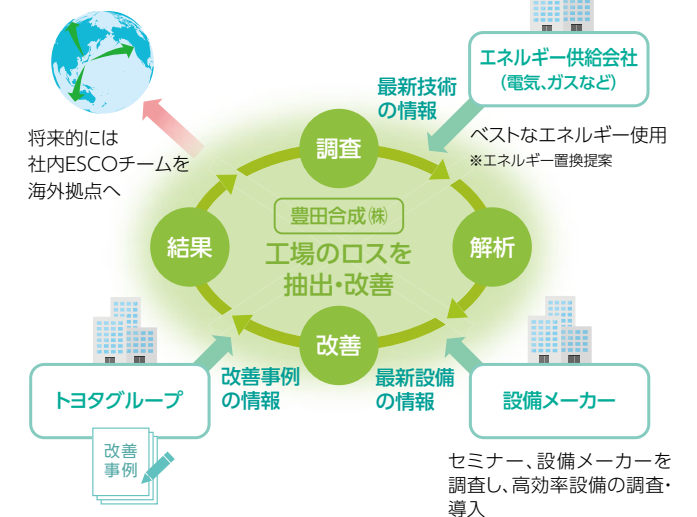 エネルギー供給会社
(電気、ガスなど)
最新技術
の情報
ベストなエネルギー使用
※エネルギー置換提案
将来的には
社内ESCOチームを
海外拠点へ
調査
豊田合成㈱
結果
工場のロスを
抽出・改善
解析
改善
改善事例
の情報
最新設備
の情報
トヨタグループ
設備メーカー
改善
事例
セミナー、設備メーカーを
調査し、高効率設備の調査・
導入